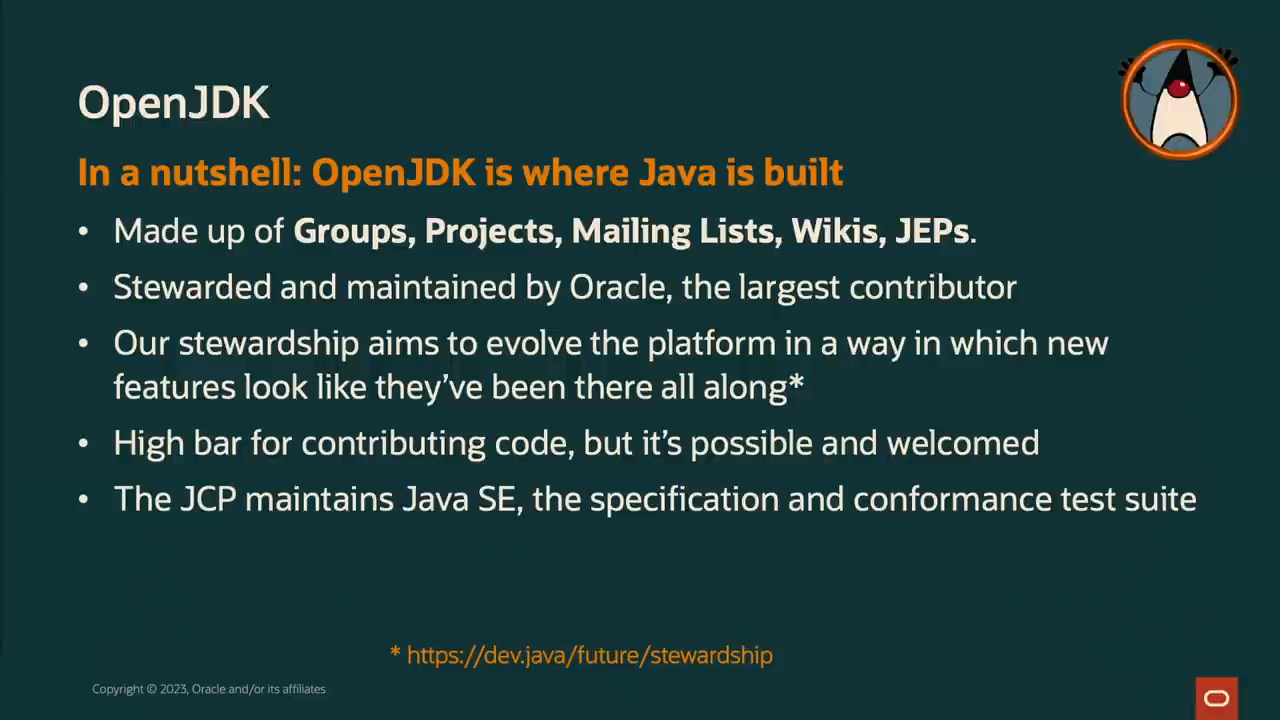 OpenJDK
In a nutshell: OpenJDK is where Java is built
• Made up of Groups, Projects, Mailing Lists, Wikis, JEPs.
• Stewarded and maintained by Oracle, the largest contributor
• Our stewardship aims to evolve the platform in a way in which new
features look like they’ve been there all along*
• High bar for contributing code, but it’s possible and welcomed
• The JCP maintains Java SE, the specification and conformance test suite
* https://dev.java/future/stewardship
Copyright © 2023, Oracle and/or its affiliates